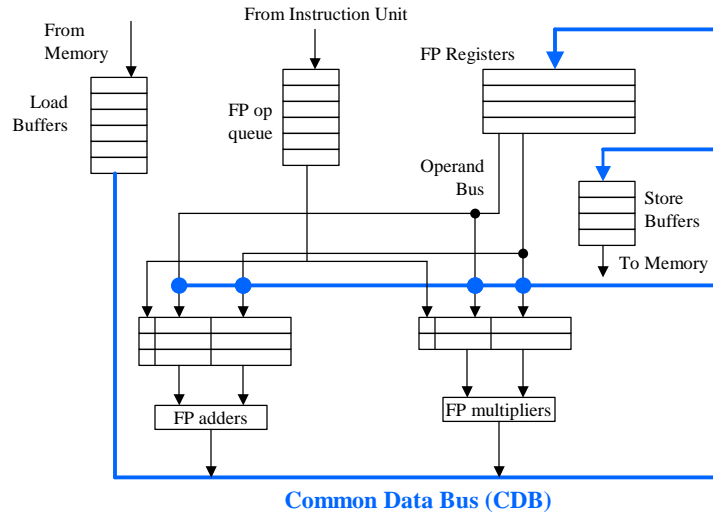 From Instruction Unit
From
Memory
FP Registers
Load
Buffers
FP op
queue
Operand
Bus
Store
Buffers
To Memory
FP adders
FP multipliers
Common Data Bus (CDB)